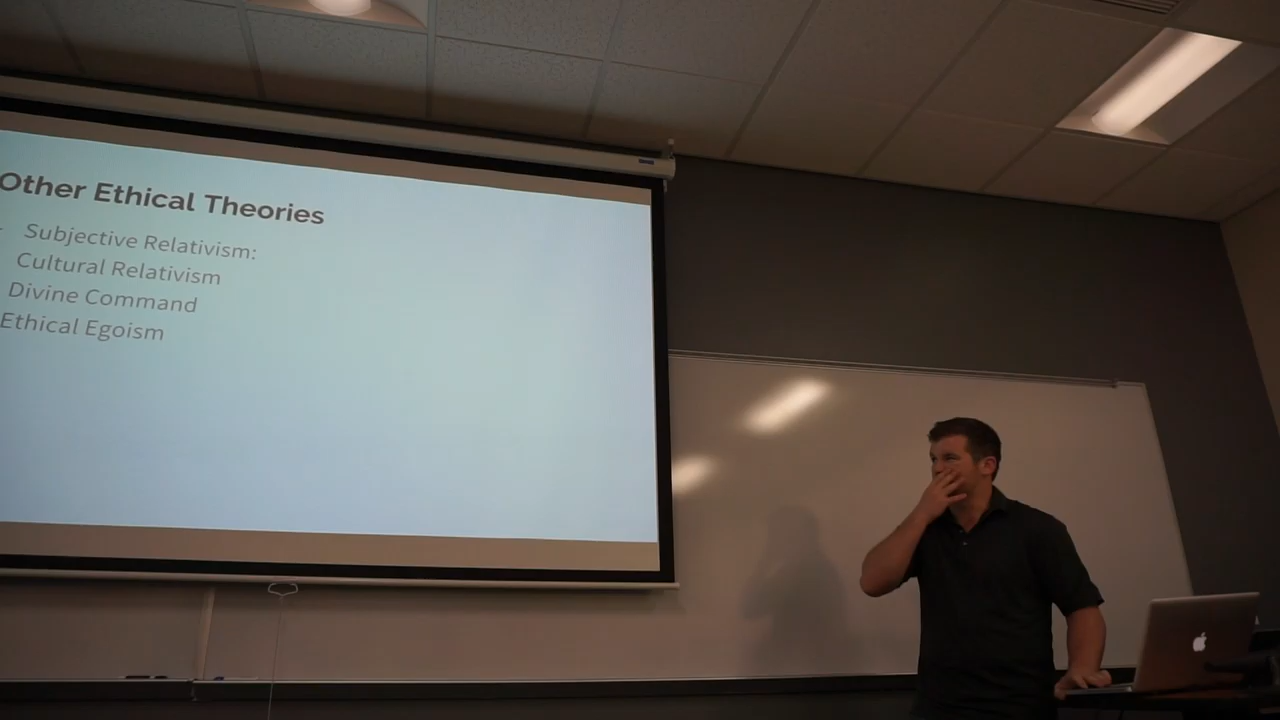 Other Ethical Theories
- Subjective Relativism:
Cultural Relativism
Divine Command
Ethical Egoism